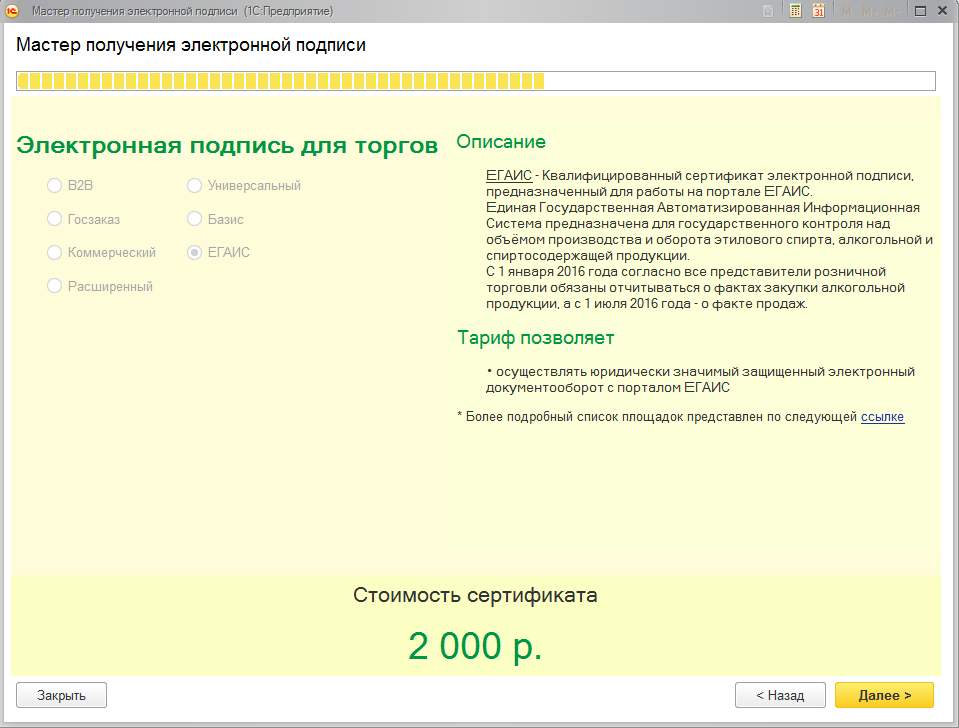 Мастер получения электронной подписи (1С:Предприятие)
M M+ M-
Мастер получения электронной подписи
Электронная подпись для торгов
B2B
Универсальный
Госзаказ
Базис
Коммерческий
ЕГАИС
Расширенный
Описание
ЕГАИС - Квалифицированный сертификат электронной подписи,
предназначенный для работы на портале ЕГАИС.
Единая Государственная Автоматизированная Информационная
Система предназначена для государственного контроля над
объёмом производства и оборота этилового спирта, алкогольной и
спиртосодержащей продукции.
С 1 января 2016 года согласно все представители розничной
торговли обязаны отчитываться о фактах закупки алкогольной
продукции, а с 1 июля 2016 года - о факте продаж.
Тариф позволяет
• осуществлять юридически значимый защищенный электронный
документооборот с порталом ЕГАИС
* Более подробный список площадок представлен по следующей ссылке
Стоимость сертификата
2 000 р.
Закрыть
< Назад
Далее >